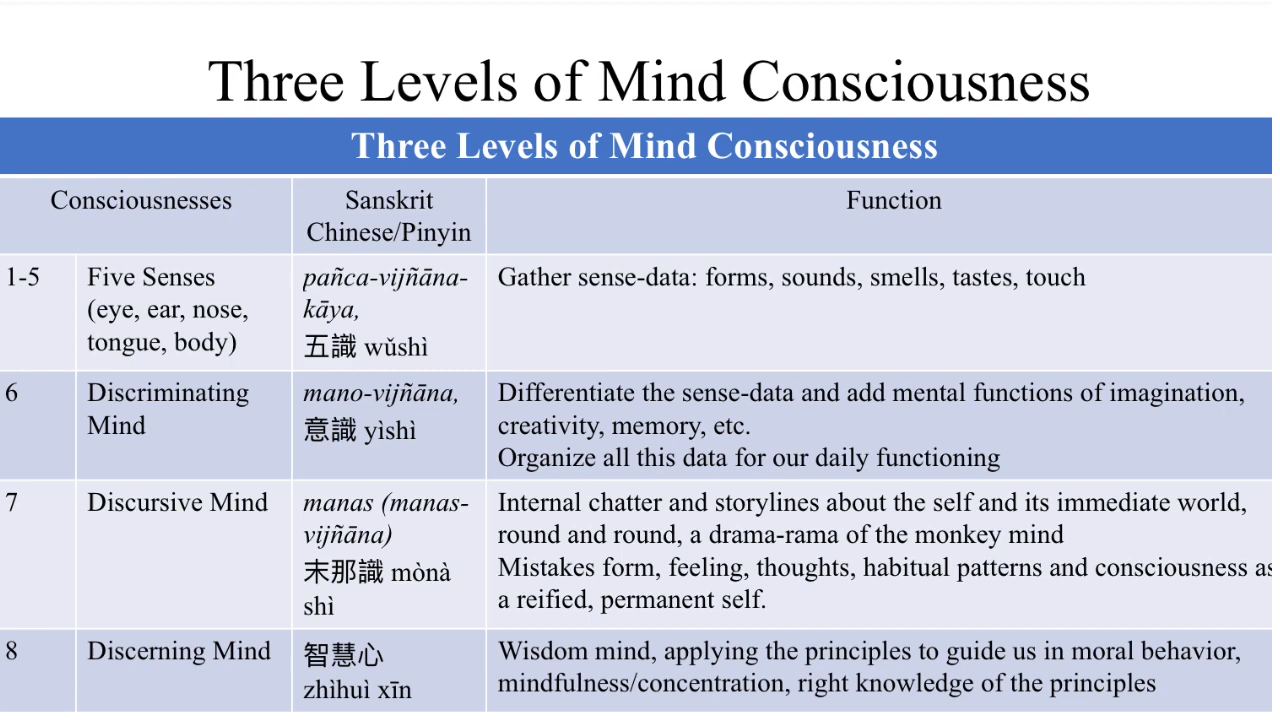 Three Levels of Mind Consciousness
Three Levels of Mind Consciousness
Consciousnesses
Sanskrit
Chinese/Pinyin
Function
1-5
Five Senses
(eye, ear, nose,
tongue, body)
pañca-vijñāna-
kāya,
五識 wǔshì
Gather sense-data: forms, sounds, smells, tastes, touch
6
Discriminating
Mind
mano-vijñāna,
意識 yìshì
Differentiate the sense-data and add mental functions of imagination,
creativity, memory, etc.
Organize all this data for our daily functioning
7
Discursive Mind
manas (manas-
vijñāna)
末那識 mònà
shì
Internal chatter and storylines about the self and its immediate world,
round and round, a drama-rama of the monkey mind
Mistakes form, feeling, thoughts, habitual patterns and consciousness as
a reified, permanent self.
8
Discerning Mind
智慧心
zhìhuì xīn
Wisdom mind, applying the principles to guide us in moral behavior,
mindfulness/concentration, right knowledge of the principles